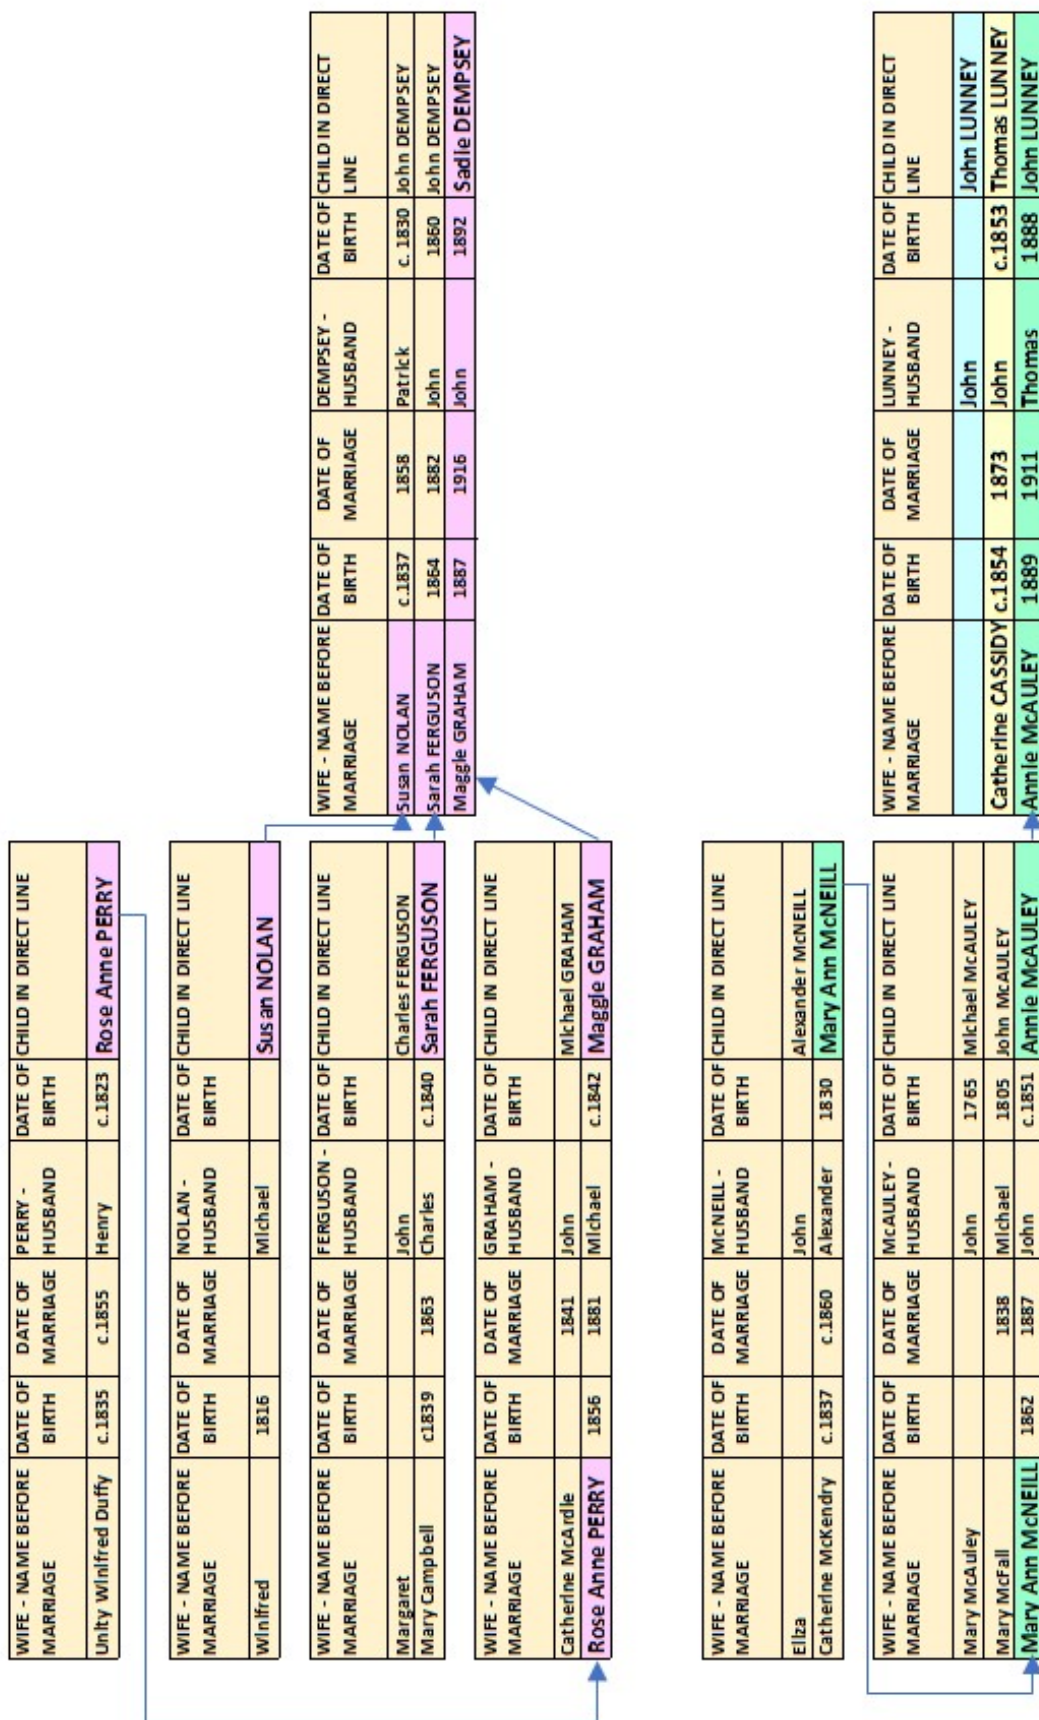 WIFE - NAME BEFORE MARRIAGE DATE OF BIRTH DATE OF MARRIAGE PERRY - HUSBAND DATE OF BIRTH CHILD IN DIRECT LINE
Unity Winifred Duffy c.1835 c.1855 Henry c.1823 Rose Anne PERRY
WIFE - NAME BEFORE MARRIAGE DATE OF BIRTH DATE OF MARRIAGE NOLAN - HUSBAND DATE OF BIRTH CHILD IN DIRECT LINE
Winifred 1816 Michael Susan NOLAN
WIFE - NAME BEFORE MARRIAGE DATE OF BIRTH DATE OF MARRIAGE FERGUSON - HUSBAND DATE OF BIRTH CHILD IN DIRECT LINE
Margaret John Charles FERGUSON
Mary Campbell c1839 1863 Charles c.1840 Sarah FERGUSON
WIFE - NAME BEFORE MARRIAGE DATE OF BIRTH DATE OF MARRIAGE GRAHAM - HUSBAND DATE OF BIRTH CHILD IN DIRECT LINE
Catherine McArdle 1841 John Michael GRAHAM
Rose Anne PERRY 1856 1881 Michael c.1842 Maggie GRAHAM
WIFE - NAME BEFORE MARRIAGE DATE OF BIRTH DATE OF MARRIAGE DEMPSEY - HUSBAND DATE OF BIRTH CHILD IN DIRECT LINE
Susan NOLAN c.1837 1858 Patrick c. 1830 John DEMPSEY
Sarah FERGUSON 1864 1882 John 1860 John DEMPSEY
Maggie GRAHAM 1887 1916 John 1892 Sadie DEMPSEY
WIFE - NAME BEFORE MARRIAGE DATE OF BIRTH DATE OF MARRIAGE McNEILL - HUSBAND DATE OF BIRTH CHILD IN DIRECT LINE
Eliza John Alexander McNEILL
Catherine McKendry c.1837 c.1860 Alexander 1830 Mary Ann McNEILL
WIFE - NAME BEFORE MARRIAGE DATE OF BIRTH DATE OF MARRIAGE McAULEY - HUSBAND DATE OF BIRTH CHILD IN DIRECT LINE
Mary McAuley John 1765 Michael McAULEY
Mary McFall 1838 Michael 1805 John McAULEY
Mary Ann McNEILL 1862 1887 John c.1851 Annie McAULEY
WIFE - NAME BEFORE MARRIAGE DATE OF BIRTH DATE OF MARRIAGE LUNNEY - HUSBAND DATE OF BIRTH CHILD IN DIRECT LINE
John John LUNNEY
Catherine CASSIDY c.1854 1873 John c.1853 Thomas LUNNEY
Annie McAULEY 1889 1911 Thomas 1888 John LUNNEY